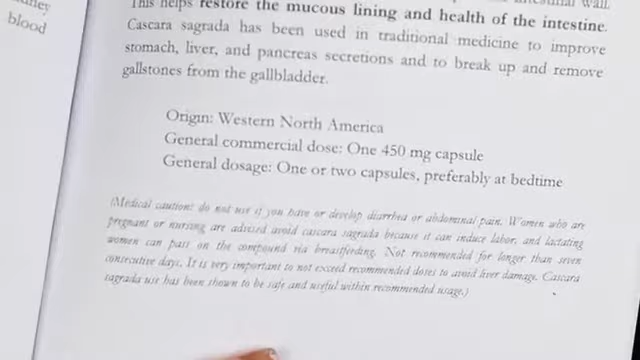 blood
This helps restore the mucous lining and health of the intestine.
Cascara sagrada has been used in traditional medicine to improve
stomach, liver, and pancreas secretions and to break up and remove
gallstones from the gallbladder.
Origin: Western North America
General commercial dose: One 450 mg capsule
General dosage: One or two capsules, preferably at bedtime
(Medical caution: do not use if you have or develop diarrhea or abdominal pain. Women who are
pregnant or nursing are advised avoid cascara sagrada because it can induce labor, and lactating
women can pass on the compound via breastfeeding. Not recommended for longer than seven
consecutive days. It is very important to not exceed recommended doses to avoid liver damage. Cascara
sagrada use has been shown to be safe and useful within recommended usage.)